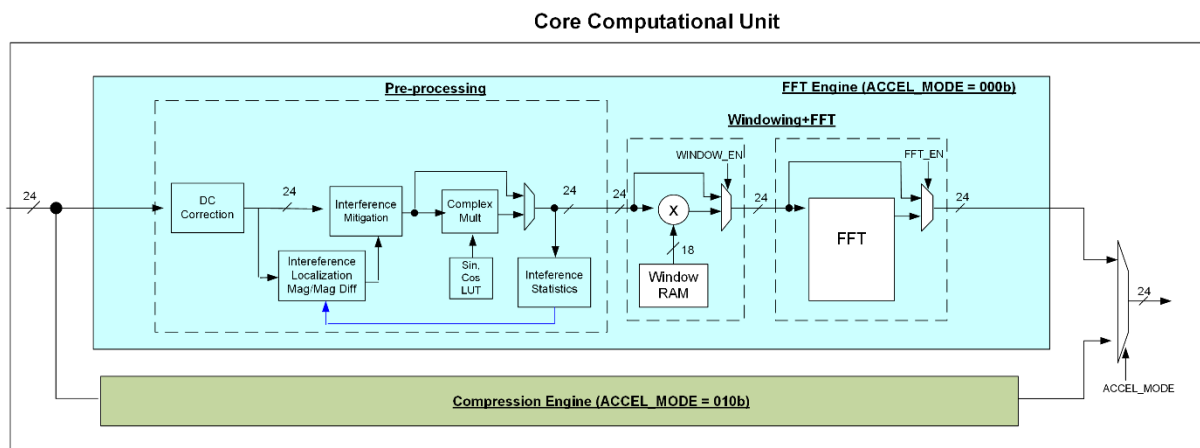 Core Computational Unit
Pre-processing
FFT Engine (ACCEL_MODE = 000b)
Windowing+FFT
WINDOW_EN
FFT_EN
24
DC
Correction
24
Interference
Mitigation
Complex
Mult
24
24
X
24
FFT
24
Intereference
Localization
Mag/Mag Diff
Sin,
Cos
LUT
Inteference
Statistics
18
Window
RAM
24
ACCEL_MODE
Compression Engine (ACCEL_MODE = 010b)